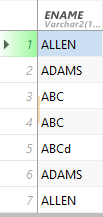 ENAME
Varchar2(1...
1 ALLEN
2 ADAMS
3 ABC
4 ABC
5 ABCd
6 ADAMS
7 ALLEN